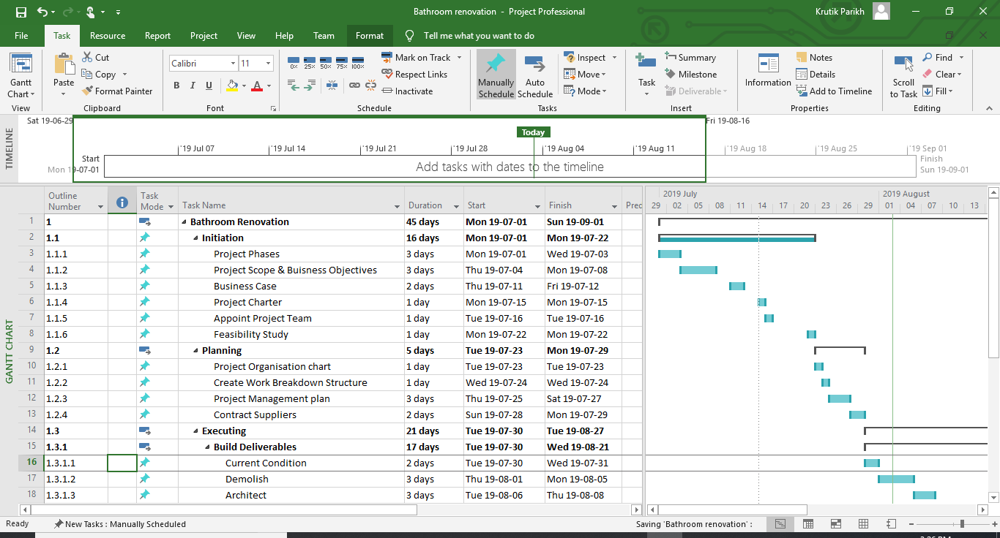 Bathroom renovation - Project Professional
Krutik Parikh
File Task Resource Report Project View Help Team Format Tell me what you want to do
Gantt Chart
View
Paste
Cut
Copy
Format Painter
Clipboard
Calibri 11
B I U A
Font
0% 25% 50% 75% 100%
Mark on Track
Respect Links
Inactivate
Schedule
Manually Schedule
Auto Schedule
Inspect
Move
Mode
Tasks
Task
Summary
Milestone
Deliverable
Insert
Information
Notes
Details
Add to Timeline
Properties
Scroll to Task
Find
Clear
Fill
Editing
TIMELINE
Sat 19-06-29 Fri 19-08-16
Today
'19 Jul 07 '19 Jul 14 '19 Jul 21 '19 Jul 28 '19 Aug 04 '19 Aug 11 '19 Aug 18 '19 Aug 25 '19 Sep 01
Start
Mon 19-07-01
Add tasks with dates to the timeline
Finish
Sun 19-09-01
GANTT CHART
Outline Number Task Mode Task Name Duration Start Finish Pred
2019 July 2019 August
29 02 05 08 11 14 17 20 23 26 29 01 04 07 10 13
1 1 Bathroom Renovation 45 days Mon 19-07-01 Sun 19-09-01
2 1.1 Initiation 16 days Mon 19-07-01 Mon 19-07-22
3 1.1.1 Project Phases 3 days Mon 19-07-01 Wed 19-07-03
4 1.1.2 Project Scope & Buisness Objectives 3 days Thu 19-07-04 Mon 19-07-08
5 1.1.3 Business Case 2 days Thu 19-07-11 Fri 19-07-12
6 1.1.4 Project Charter 1 day Mon 19-07-15 Mon 19-07-15
7 1.1.5 Appoint Project Team 1 day Tue 19-07-16 Tue 19-07-16
8 1.1.6 Feasibility Study 1 day Mon 19-07-22 Mon 19-07-22
9 1.2 Planning 5 days Tue 19-07-23 Mon 19-07-29
10 1.2.1 Project Organisation chart 1 day Tue 19-07-23 Tue 19-07-23
11 1.2.2 Create Work Breakdown Structure 1 day Wed 19-07-24 Wed 19-07-24
12 1.2.3 Project Management plan 3 days Thu 19-07-25 Sat 19-07-27
13 1.2.4 Contract Suppliers 2 days Sun 19-07-28 Mon 19-07-29
14 1.3 Executing 21 days Tue 19-07-30 Tue 19-08-27
15 1.3.1 Build Deliverables 17 days Tue 19-07-30 Wed 19-08-21
16 1.3.1.1 Current Condition 2 days Tue 19-07-30 Wed 19-07-31
17 1.3.1.2 Demolish 3 days Thu 19-08-01 Mon 19-08-05
18 1.3.1.3 Architect 3 days Tue 19-08-06 Thu 19-08-08
Ready New Tasks : Manually Scheduled Saving 'Bathroom renovation' :